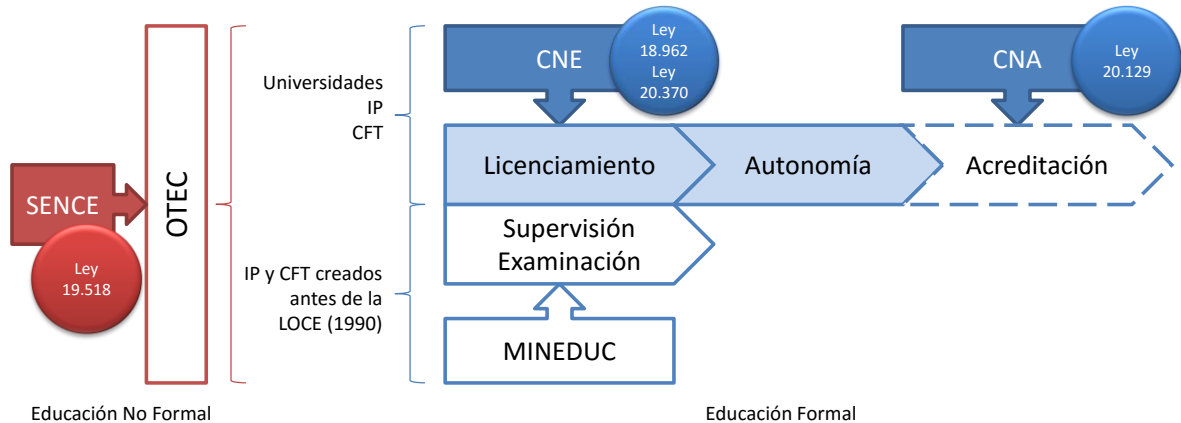 SENCE
Ley
19.518
OTEC
Universidades
IP
CFT
IP y CFT creados
antes de la
LOCE (1990)
CNE
Ley
18.962
Ley
20.370
CNA
Ley
20.129
Licenciamiento
Autonomía
Acreditación
Supervisión
Examinación
MINEDUC
Educación No Formal
Educación Formal